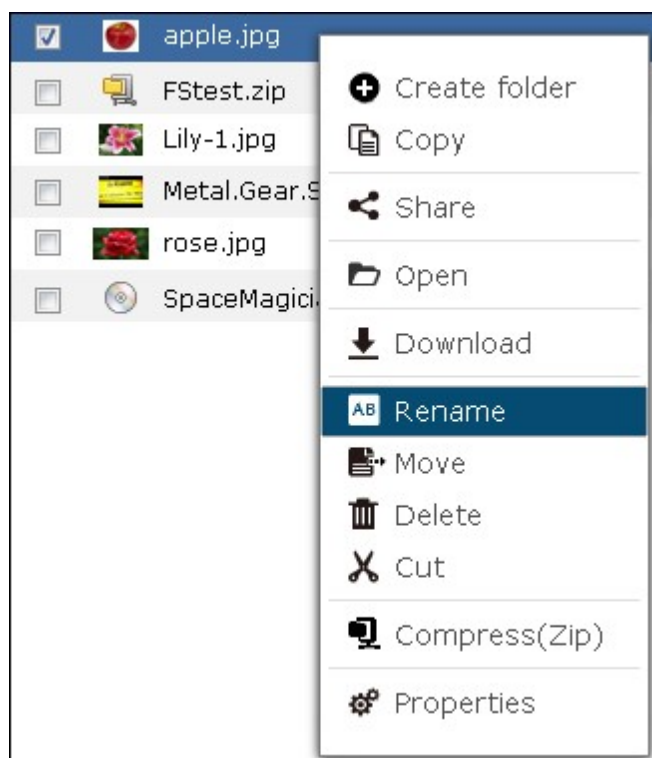 apple.jpg
FStest.zip
Lily-1.jpg
Metal.Gear.S
rose.jpg
SpaceMagici
Create folder
Copy
Share
Open
Download
AB Rename
Move
Delete
Cut
Compress(Zip)
Properties